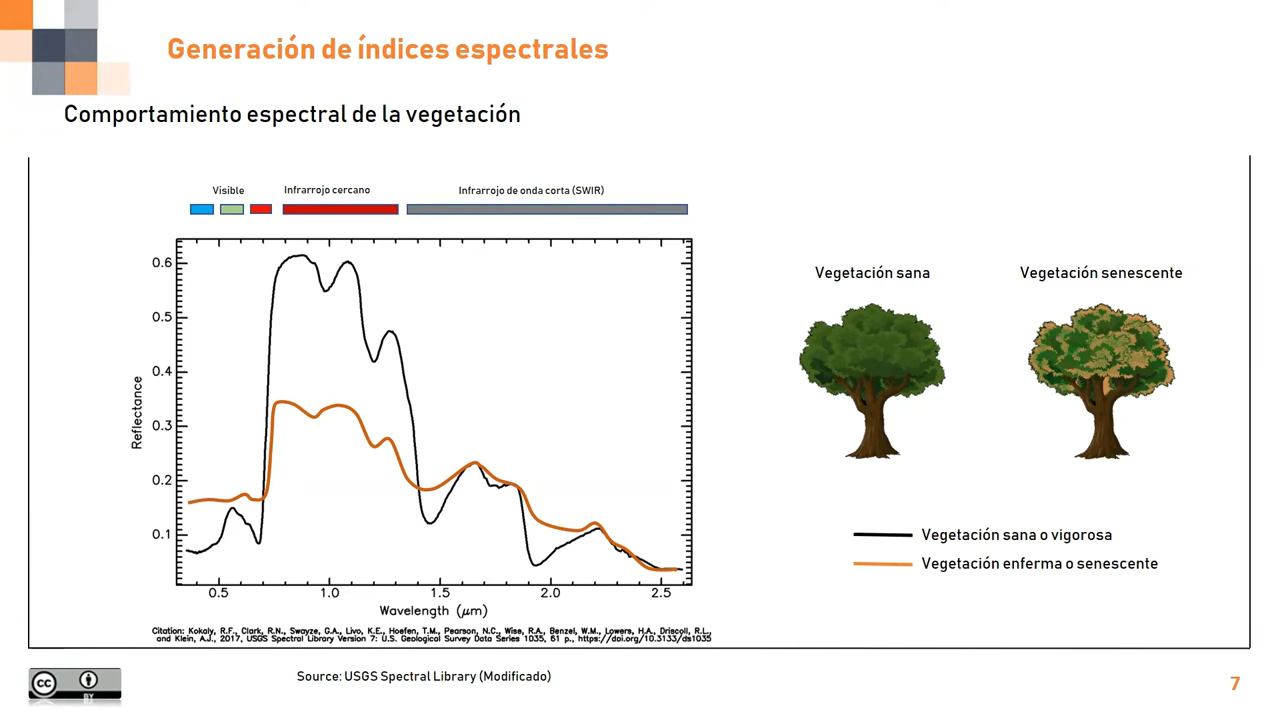 Generación de índices espectrales
Comportamiento espectral de la vegetación
Visible
Infrarrojo cercano
Infrarrojo de onda corta (SWIR)
0.6
0.5
0.4
0.3
0.2
0.1
Reflectance
0.5
1.0
1.5
2.0
2.5
Wavelength (μm)
Citation: Kokaly, R.F., Clark, R.N., Swayze, G.A., Livo, K.E., Hoefen, T.M., Pearson, N.C., Wise, R.A., Benzel, W.M., Lowers, H.A., Driscoll, R.L.,
and Klein, A.J., 2017, USGS Spectral Library Version 7: U.S. Geological Survey Data Series 1035, 61 p., https://doi.org/10.3133/ds1035
Vegetación sana
Vegetación senescente
Vegetación sana o vigorosa
Vegetación enferma o senescente
cc
BY
Source: USGS Spectral Library (Modificado)
7